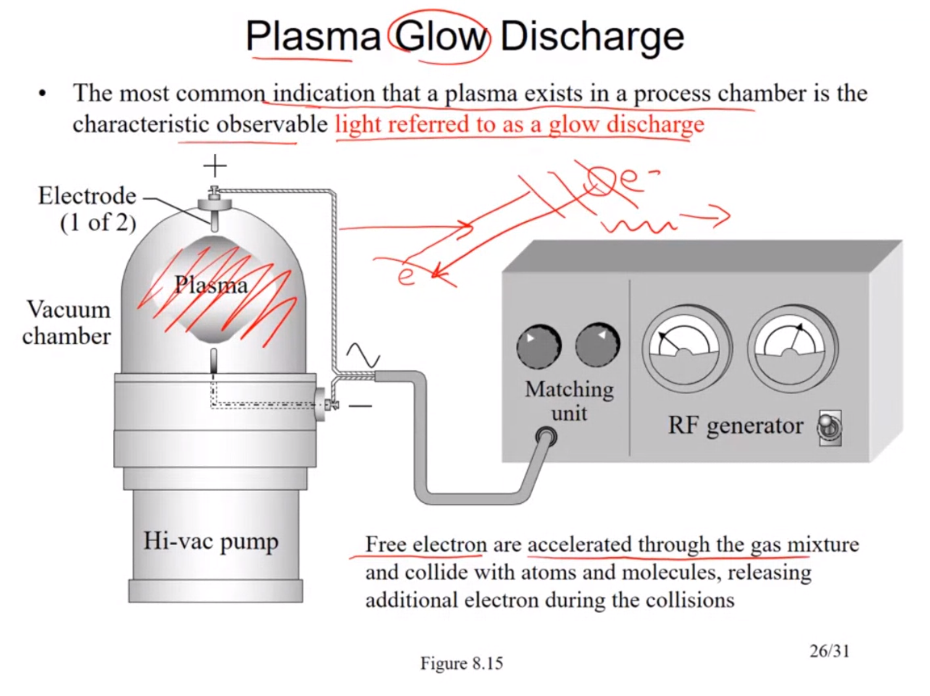 Plasma Glow Discharge
• The most common indication that a plasma exists in a process chamber is the
characteristic observable light referred to as a glow discharge
+
Electrode
(1 of 2)
e-
e
Plasma
Vacuum
chamber
Matching
unit
RF generator
−
Hi-vac pump
Free electron are accelerated through the gas mixture
and collide with atoms and molecules, releasing
additional electron during the collisions
26/31
Figure 8.15